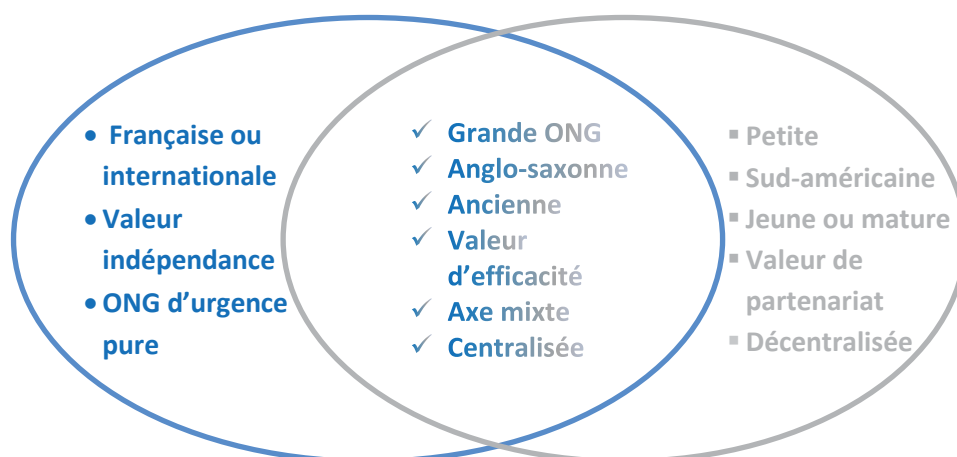 • Française ou
internationale
• Valeur
indépendance
• ONG d’urgence
pure
✓ Grande ONG
✓ Anglo-saxonne
✓ Ancienne
✓ Valeur
d’efficacité
✓ Axe mixte
✓ Centralisée
▪ Petite
▪ Sud-américaine
▪ Jeune ou mature
▪ Valeur de
partenariat
▪ Décentralisée